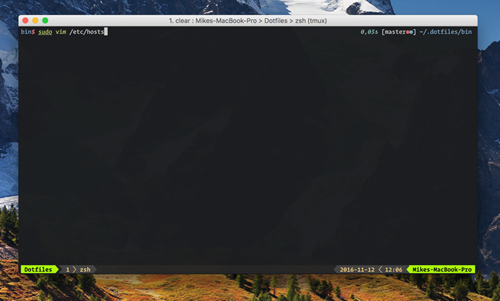 1. clear : Mikes-MacBook-Pro > Dotfiles > zsh (tmux)
bin$ sudo vim /etc/hosts 0,03s [master●■] ~/.dotfiles/bin
Dotfiles 1 zsh 2016-11-12 12:06 Mikes-MacBook-Pro